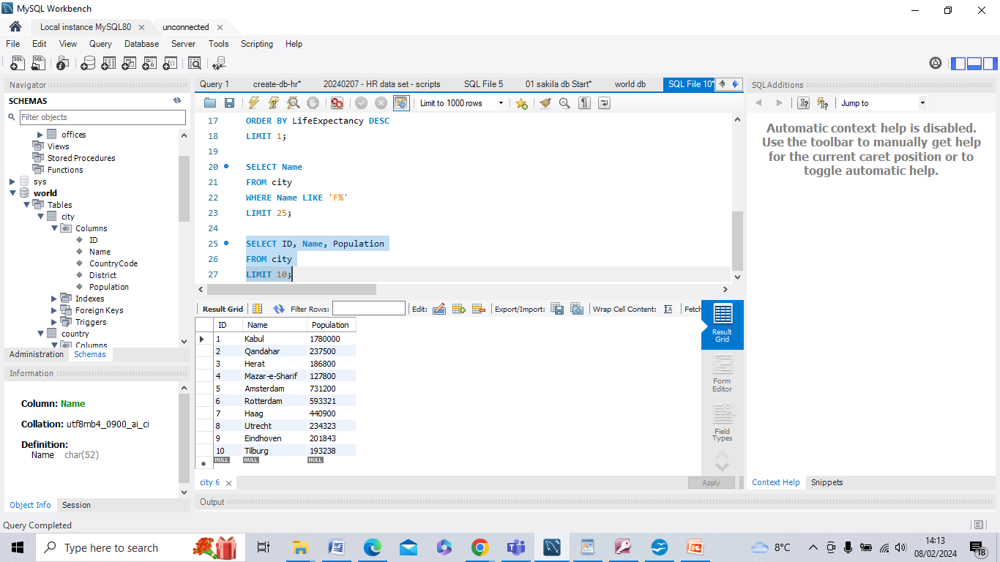 MySQL Workbench
Local instance MySQL80 unconnected
File Edit View Query Database Server Tools Scripting Help
Navigator
SCHEMAS
Filter objects
offices
Views
Stored Procedures
Functions
sys
world
Tables
city
Columns
ID
Name
CountryCode
District
Population
Indexes
Foreign Keys
Triggers
country
Columns
Administration Schemas
Information
Column: Name
Collation: utf8mb4_0900_ai_ci
Definition:
Name char(52)
Object Info Session
Query Completed
Query 1 create-db-hr* 20240207 - HR data set - scripts SQL File 5 01 sakila db Start* world db SQL File 10*
Limit to 1000 rows
17 ORDER BY LifeExpectancy DESC
18 LIMIT 1;
19
20 SELECT Name
21 FROM city
22 WHERE Name LIKE 'F%'
23 LIMIT 25;
24
25 SELECT ID, Name, Population
26 FROM city
27 LIMIT 10;
Result Grid Filter Rows: Edit: Export/Import: Wrap Cell Content: Fetch
ID Name Population
1 Kabul 1780000
2 Qandahar 237500
3 Herat 186800
4 Mazar-e-Sharif 127800
5 Amsterdam 731200
6 Rotterdam 593321
7 Haag 440900
8 Utrecht 234323
9 Eindhoven 201843
10 Tilburg 193238
NULL NULL NULL
Result
Grid
Form
Editor
Field
Types
city 6 Apply
Output
SQLAdditions
Jump to
Automatic context help is disabled.
Use the toolbar to manually get help
for the current caret position or to
toggle automatic help.
Context Help Snippets
Type here to search
8°C
14:13
08/02/2024
18